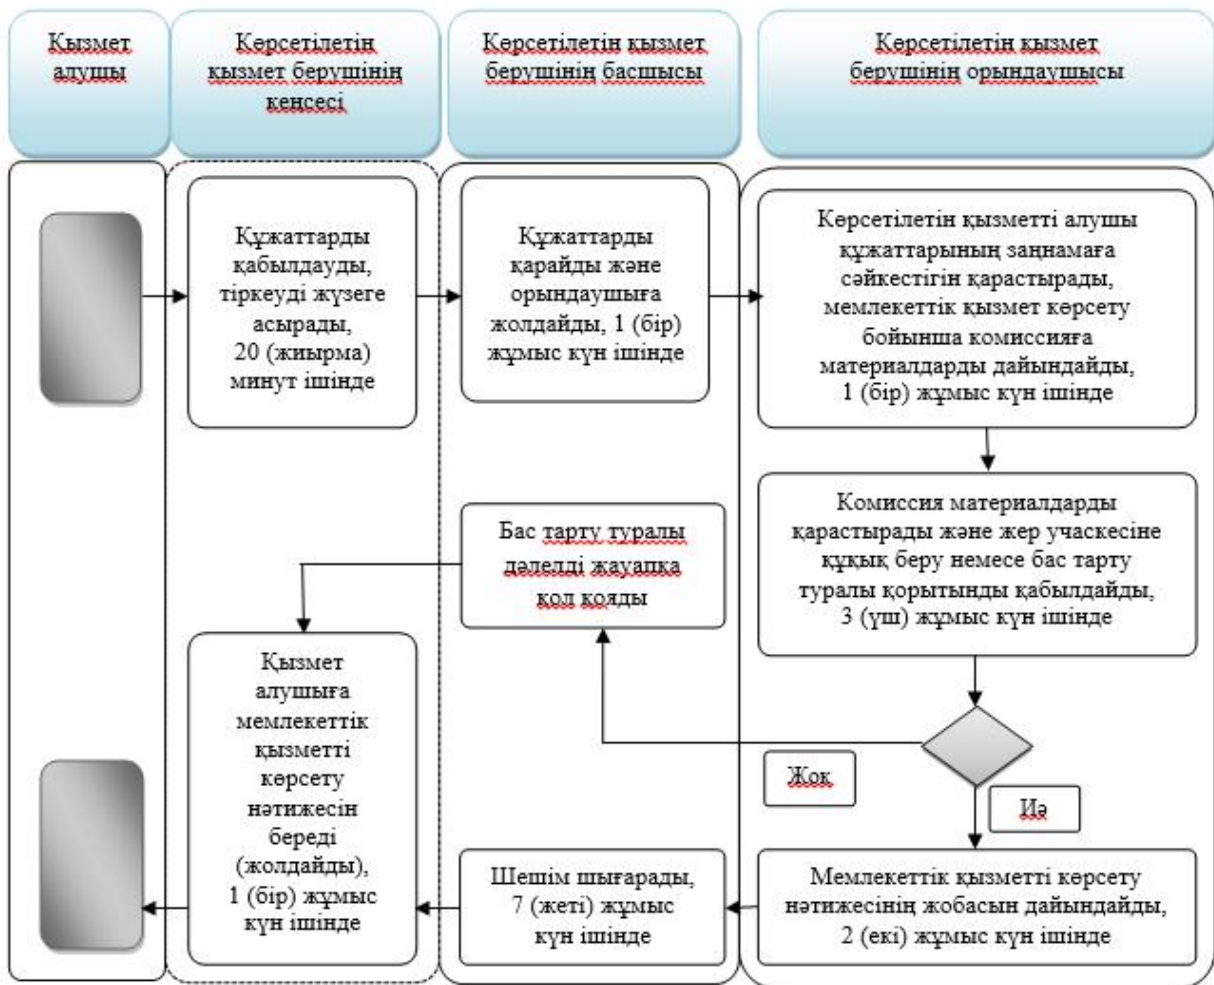 Қызмет
алушы
Көрсетілетін
қызмет берушінің
кеңсесі
Көрсетілетін қызмет
берушінің басшысы
Көрсетілетін қызмет
берушінің орындаушысы
Құжаттарды
қабылдауды,
тіркеуді жүзеге
асырады,
20 (жиырма)
минут ішінде
Құжаттарды
қарайды және
орындаушыға
жолдайды, 1 (бір)
жұмыс күн ішінде
Көрсетілетін қызметті алушы
құжаттарының заңнамаға
сәйкестігін қарастырады,
мемлекеттік қызмет көрсету
бойынша комиссияға
материалдарды дайындайды,
1 (бір) жұмыс күн ішінде
Комиссия материалдарды
қарастырады және жер учаскесіне
құқық беру немесе бас тарту
туралы қорытынды қабылдайды,
3 (үш) жұмыс күн ішінде
Бас тарту туралы
дәлелді жауапқа
қол қояды
Қызмет
алушыға
мемлекеттік
қызметті
көрсету
нәтижесін
береді
(жолдайды),
1 (бір) жұмыс
күн ішінде
Жоқ
Иә
Шешім шығарады,
7 (жеті) жұмыс
күн ішінде
Мемлекеттік қызметті көрсету
нәтижесінің жобасын дайындайды,
2 (екі) жұмыс күн ішінде